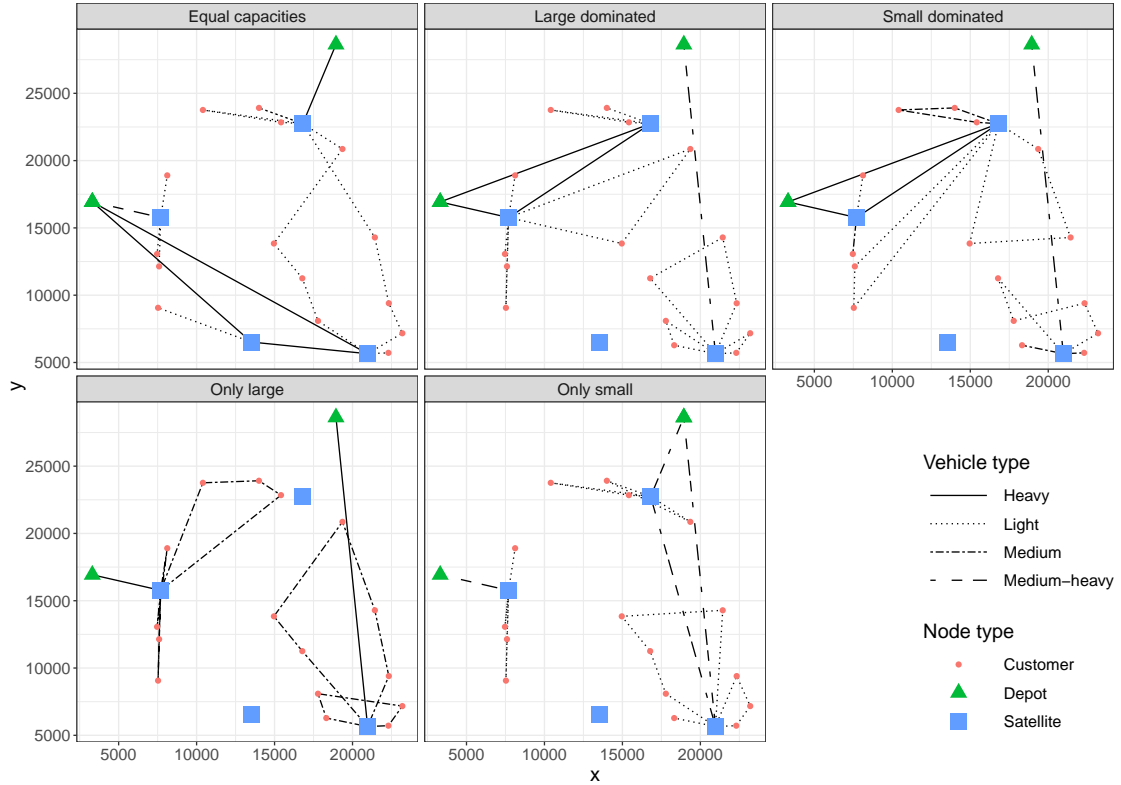 Equal capacities
Large dominated
Small dominated
25000
20000
15000
10000
5000
5000
10000
15000
20000
y
Only large
Only small
25000
20000
15000
10000
5000
5000
10000
15000
20000
5000
10000
15000
20000
x
Vehicle type
Heavy
Light
Medium
Medium−heavy
Node type
Customer
Depot
Satellite